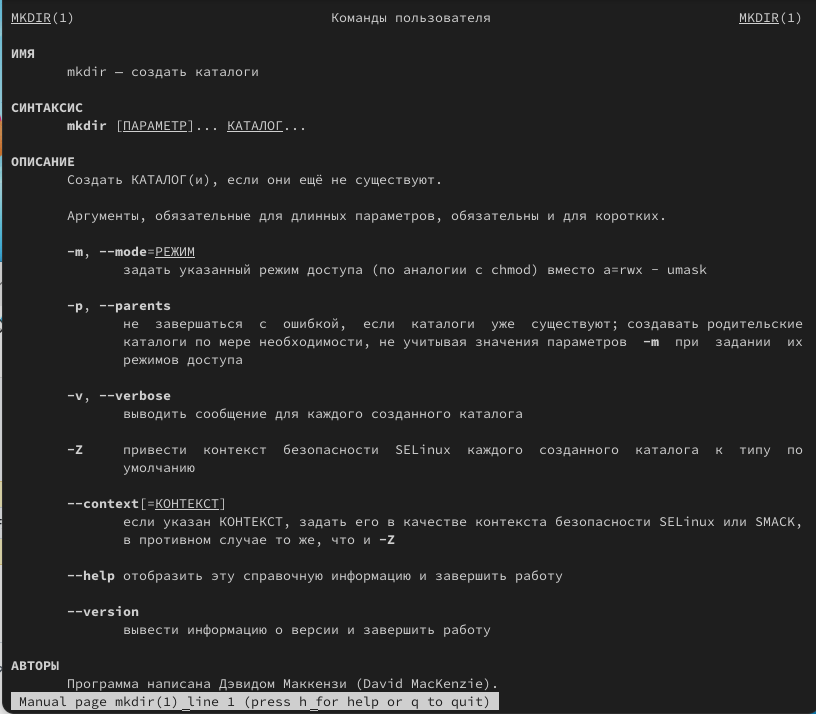 MKDIR(1) Команды пользователя MKDIR(1)
ИМЯ
mkdir — создать каталоги
СИНТАКСИС
mkdir [ПАРАМЕТР]... КАТАЛОГ...
ОПИСАНИЕ
Создать КАТАЛОГ(и), если они ещё не существуют.
Аргументы, обязательные для длинных параметров, обязательны и для коротких.
-m, --mode=РЕЖИМ
задать указанный режим доступа (по аналогии с chmod) вместо a=rwx - umask
-p, --parents
не завершаться с ошибкой, если каталоги уже существуют; создавать родительские
каталоги по мере необходимости, не учитывая значения параметров -m при задании их
режимов доступа
-v, --verbose
выводить сообщение для каждого созданного каталога
-Z привести контекст безопасности SELinux каждого созданного каталога к типу по
умолчанию
--context[=КОНТЕКСТ]
если указан КОНТЕКСТ, задать его в качестве контекста безопасности SELinux или SMACK,
в противном случае то же, что и -Z
--help отобразить эту справочную информацию и завершить работу
--version
вывести информацию о версии и завершить работу
АВТОРЫ
Программа написана Дэвидом Маккензи (David MacKenzie).
Manual page mkdir(1) line 1 (press h for help or q to quit)